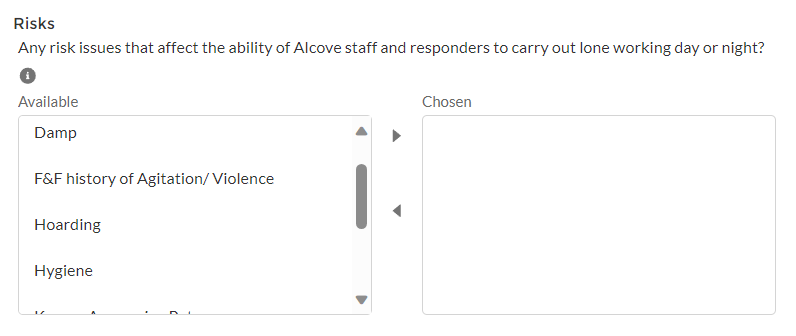 Risks
Any risk issues that affect the ability of Alcove staff and responders to carry out lone working day or night?
Available
Chosen
Damp
F&F history of Agitation/ Violence
Hoarding
Hygiene